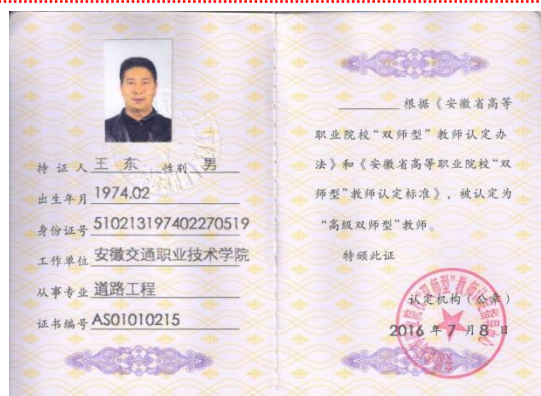 持证人 王 东 性别 男
出生年月 1974.02
身份证号 510213197402270519
工作单位 安徽交通职业技术学院
从事专业 道路工程
证书编号 AS01010215
根据《安徽省高等
职业院校“双师型”教师认定办
法》和《安徽省高等职业院校“双
师型”教师认定标准》，被认定为
“高级双师型”教师。
特颁此证
认定机构（公章）
2016 年 7 月 8 日